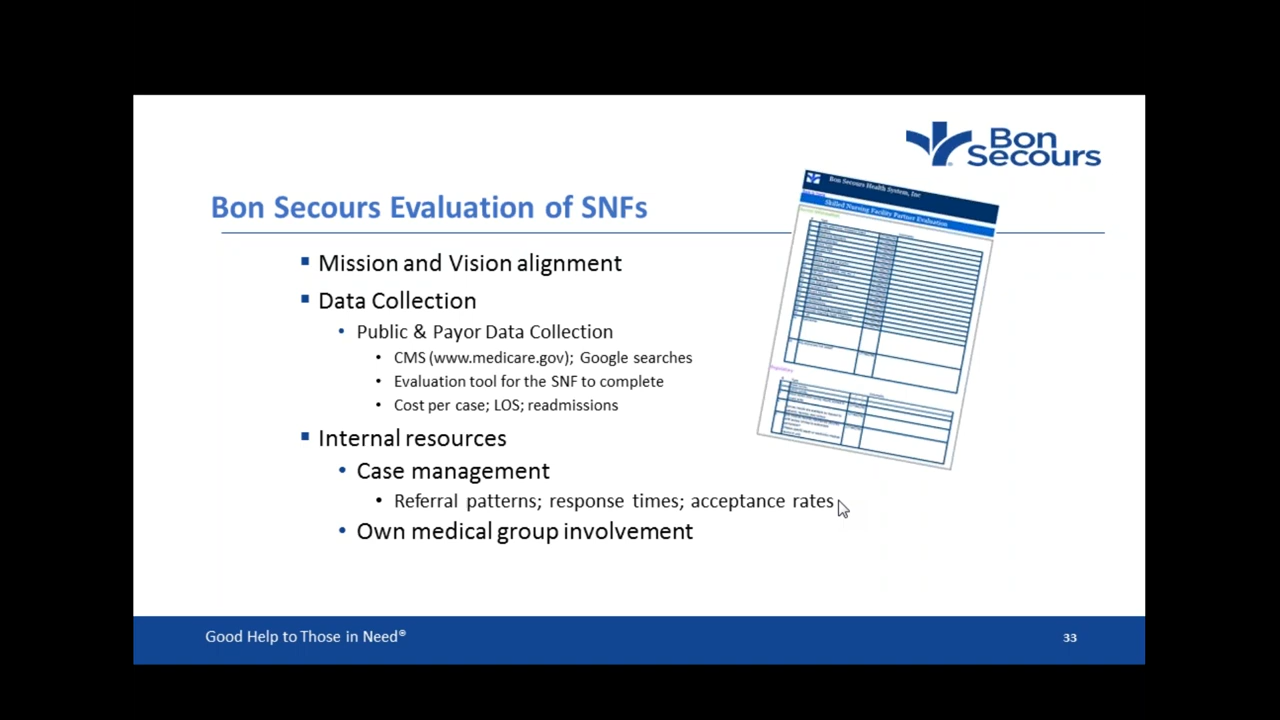 Bon
Secours
Bon Secours Health System, Inc
Skilled Nursing Facility Partner Evaluation
Bon Secours Evaluation of SNFs
Mission and Vision alignment
Data Collection
Public & Payor Data Collection
CMS (www.medicare.gov); Google searches
Evaluation tool for the SNF to complete
Cost per case; LOS; readmissions
Internal resources
Case management
Referral patterns; response times; acceptance rates
Own medical group involvement
Good Help to Those in Need®
33